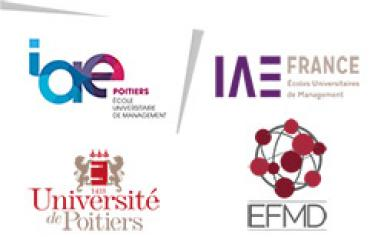 iae
POITIERS
ÉCOLE
UNIVERSITAIRE
DE MANAGEMENT
IAE FRANCE
Écoles Universitaires
de Management
1431
Université
de Poitiers
EFMD